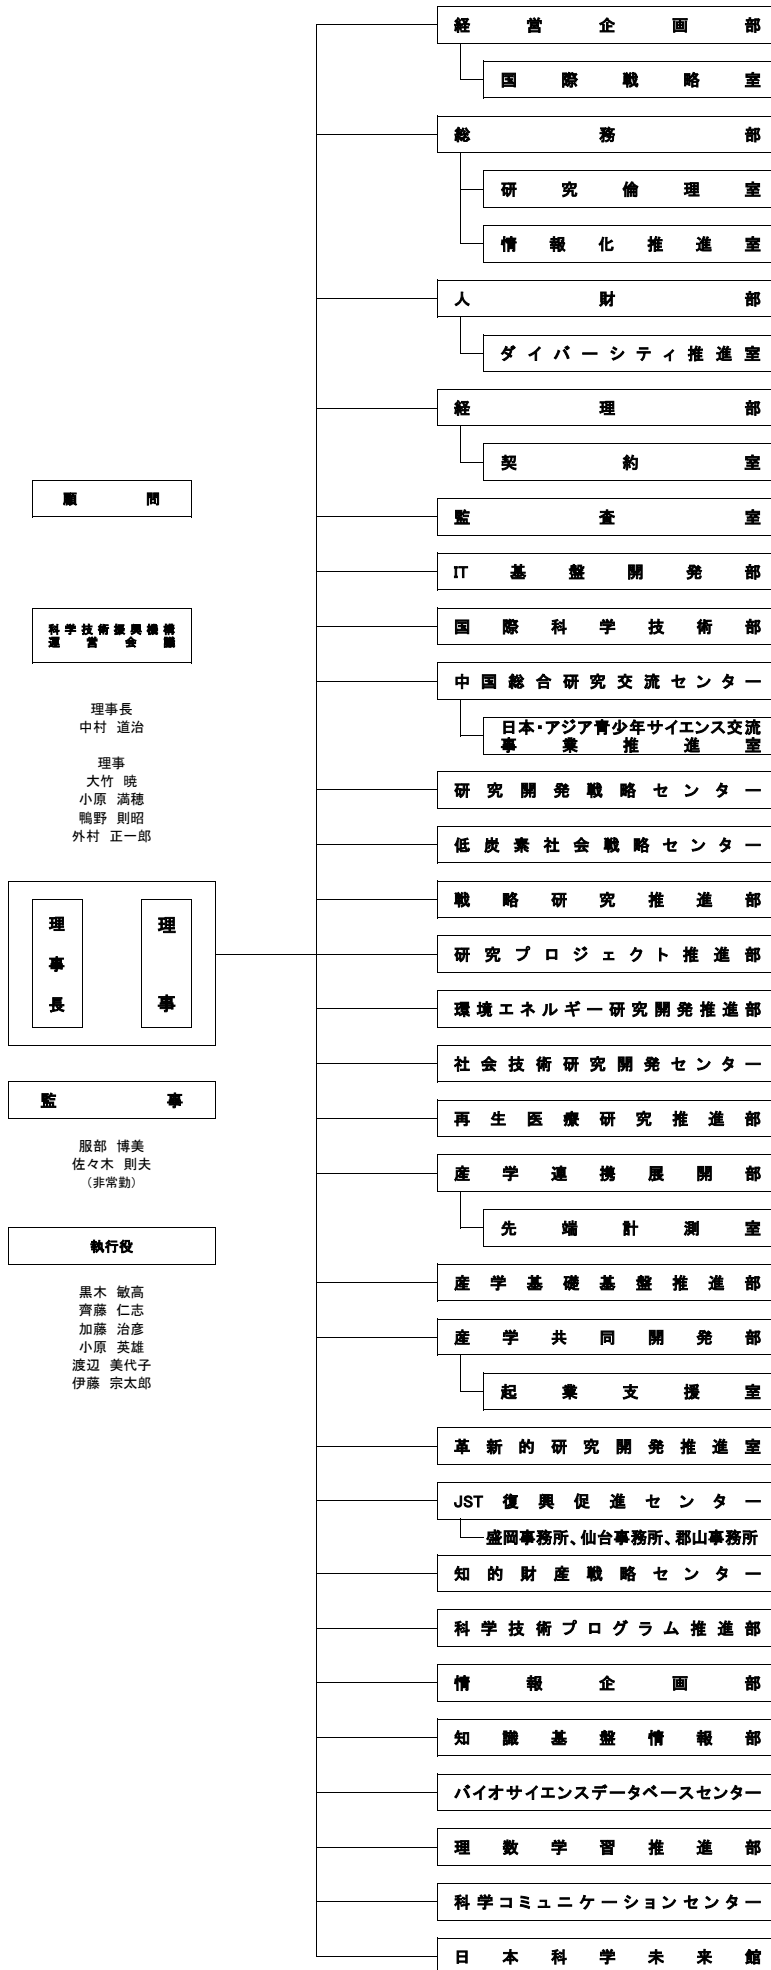 顧問
科学技術振興機構
運営会議
理事長
中村 道治
理事
大竹 暁
小原 満穂
鴨野 則昭
外村 正一郎
理事長
理事
監事
服部 博美
佐々木 則夫
（非常勤）
執行役
黒木 敏高
齊藤 仁志
加藤 治彦
小原 英雄
渡辺 美代子
伊藤 宗太郎
経営企画部
国際戦略室
総務部
研究倫理室
情報化推進室
人財部
ダイバーシティ推進室
経理部
契約室
監査室
IT基盤開発部
国際科学技術部
中国総合研究交流センター
日本・アジア青少年サイエンス交流
事業推進室
研究開発戦略センター
低炭素社会戦略センター
戦略研究推進部
研究プロジェクト推進部
環境エネルギー研究開発推進部
社会技術研究開発センター
再生医療研究推進部
産学連携展開部
先端計測室
産学基礎基盤推進部
産学共同開発部
起業支援室
革新的研究開発推進室
JST復興促進センター
盛岡事務所、仙台事務所、郡山事務所
知的財産戦略センター
科学技術プログラム推進部
情報企画部
知識基盤情報部
バイオサイエンスデータベースセンター
理数学習推進部
科学コミュニケーションセンター
日本科学未来館